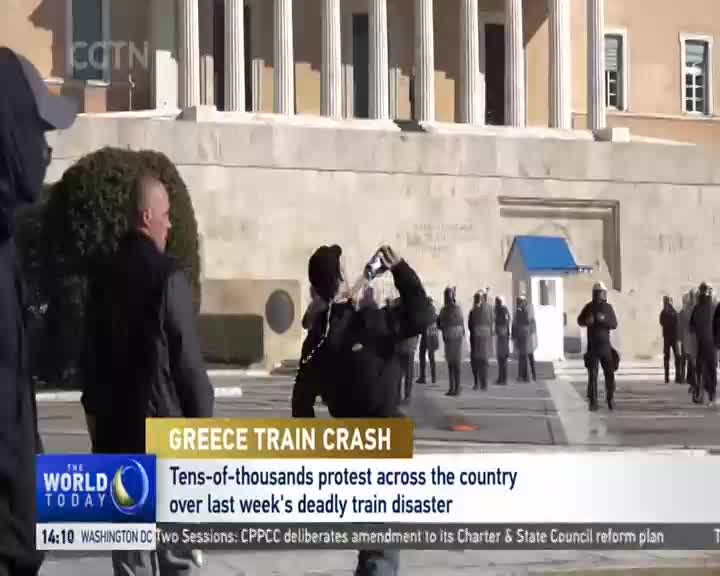 CGTN
GREECE TRAIN CRASH
THE
WORLD
TODAY
Tens-of-thousands protest across the country
over last week's deadly train disaster
14:10 WASHINGTON DC
Two Sessions: CPPCC deliberates amendment to its Charter & State Council reform plan